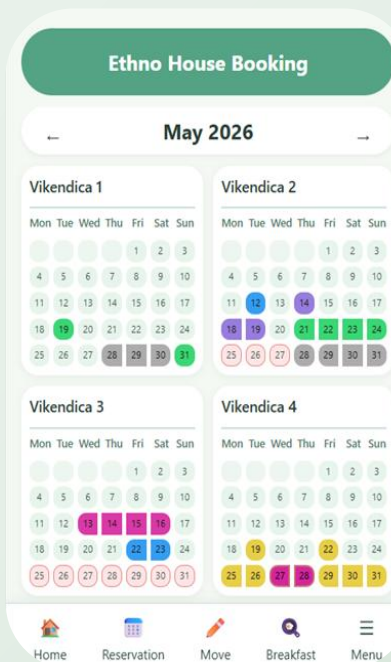 Ethno House Booking
← May 2026 →
Vikendica 1
Mon Tue Wed Thu Fri Sat Sun
1 2 3
4 5 6 7 8 9 10
11 12 13 14 15 16 17
18 19 20 21 22 23 24
25 26 27 28 29 30 31
Vikendica 2
Mon Tue Wed Thu Fri Sat Sun
1 2 3
4 5 6 7 8 9 10
11 12 13 14 15 16 17
18 19 20 21 22 23 24
25 26 27 28 29 30 31
Vikendica 3
Mon Tue Wed Thu Fri Sat Sun
1 2 3
4 5 6 7 8 9 10
11 12 13 14 15 16 17
18 19 20 21 22 23 24
25 26 27 28 29 30 31
Vikendica 4
Mon Tue Wed Thu Fri Sat Sun
1 2 3
4 5 6 7 8 9 10
11 12 13 14 15 16 17
18 19 20 21 22 23 24
25 26 27 28 29 30 31
Home Reservation Move Breakfast Menu